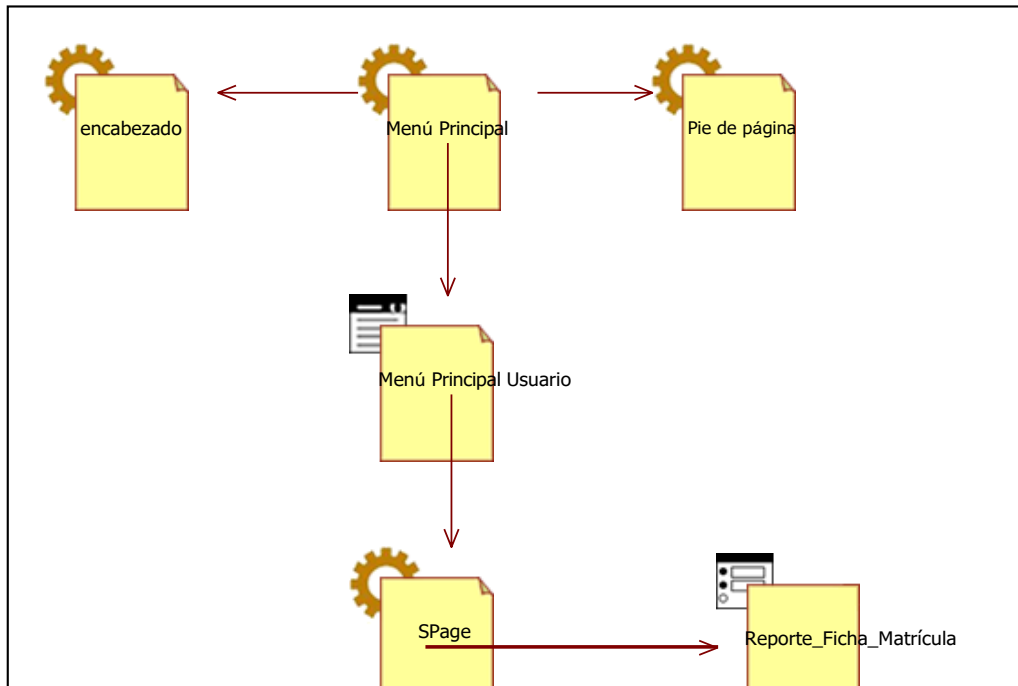 encabezado
Menú Principal
Pie de página
Menú Principal Usuario
SPage
Reporte_Ficha_Matrícula